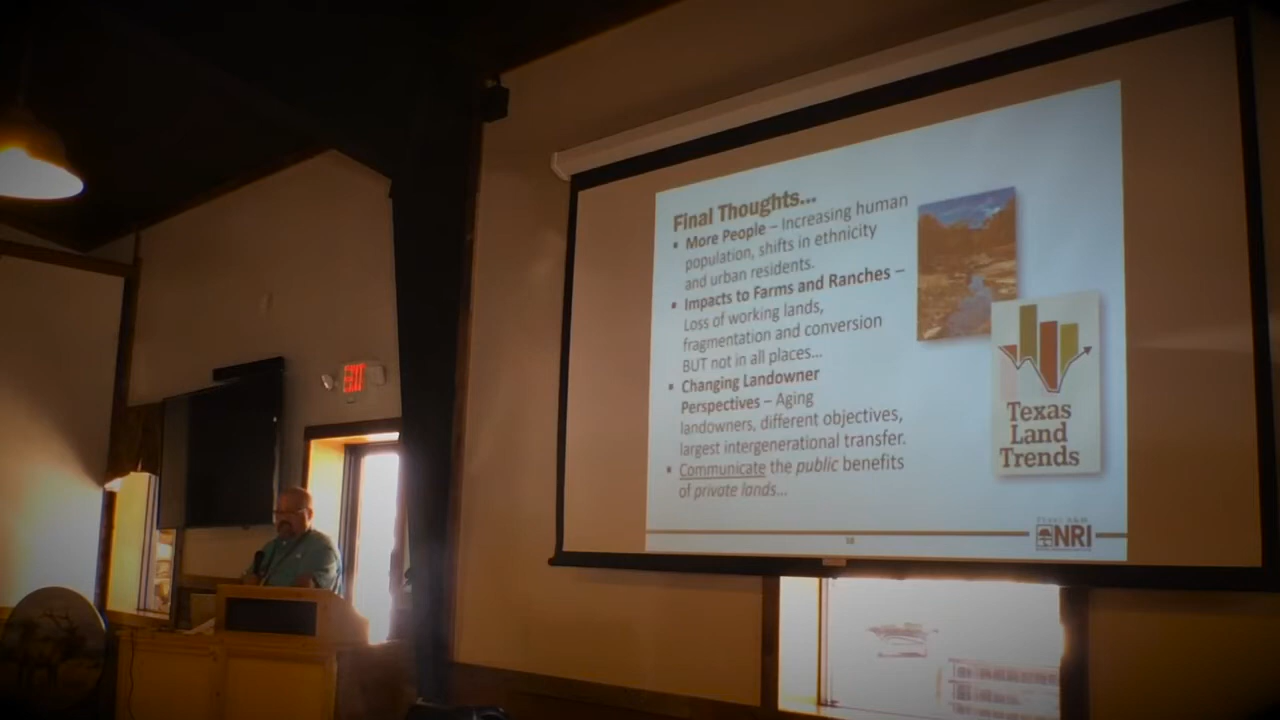 Final Thoughts...
▪ More People – Increasing human
population, shifts in ethnicity
and urban residents.
▪ Impacts to Farms and Ranches –
Loss of working lands,
fragmentation and conversion
BUT not in all places...
▪ Changing Landowner
Perspectives – Aging
landowners, different objectives,
largest intergenerational transfer.
▪ Communicate the public benefits
of private lands...
Texas
Land
Trends
TEXAS A&M
NRI
EXIT